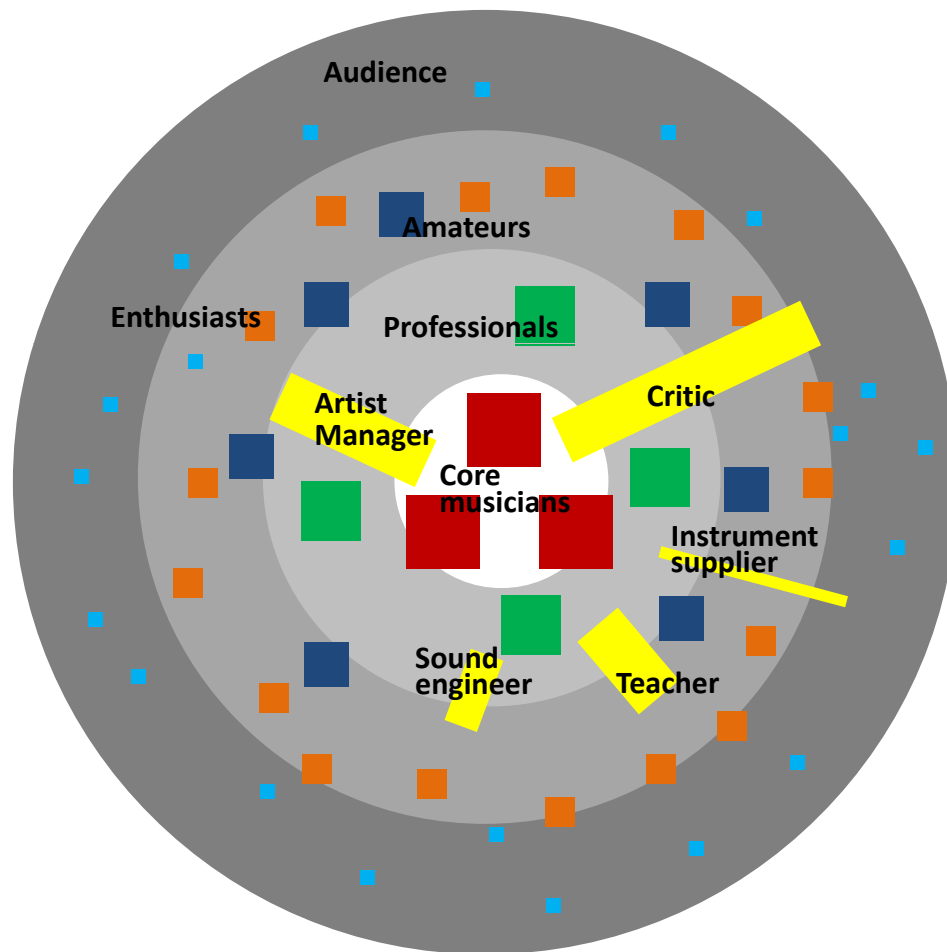 Audience
Amateurs
Enthusiasts
Professionals
Artist
Manager
Critic
Core
musicians
Instrument
supplier
Sound
engineer
Teacher